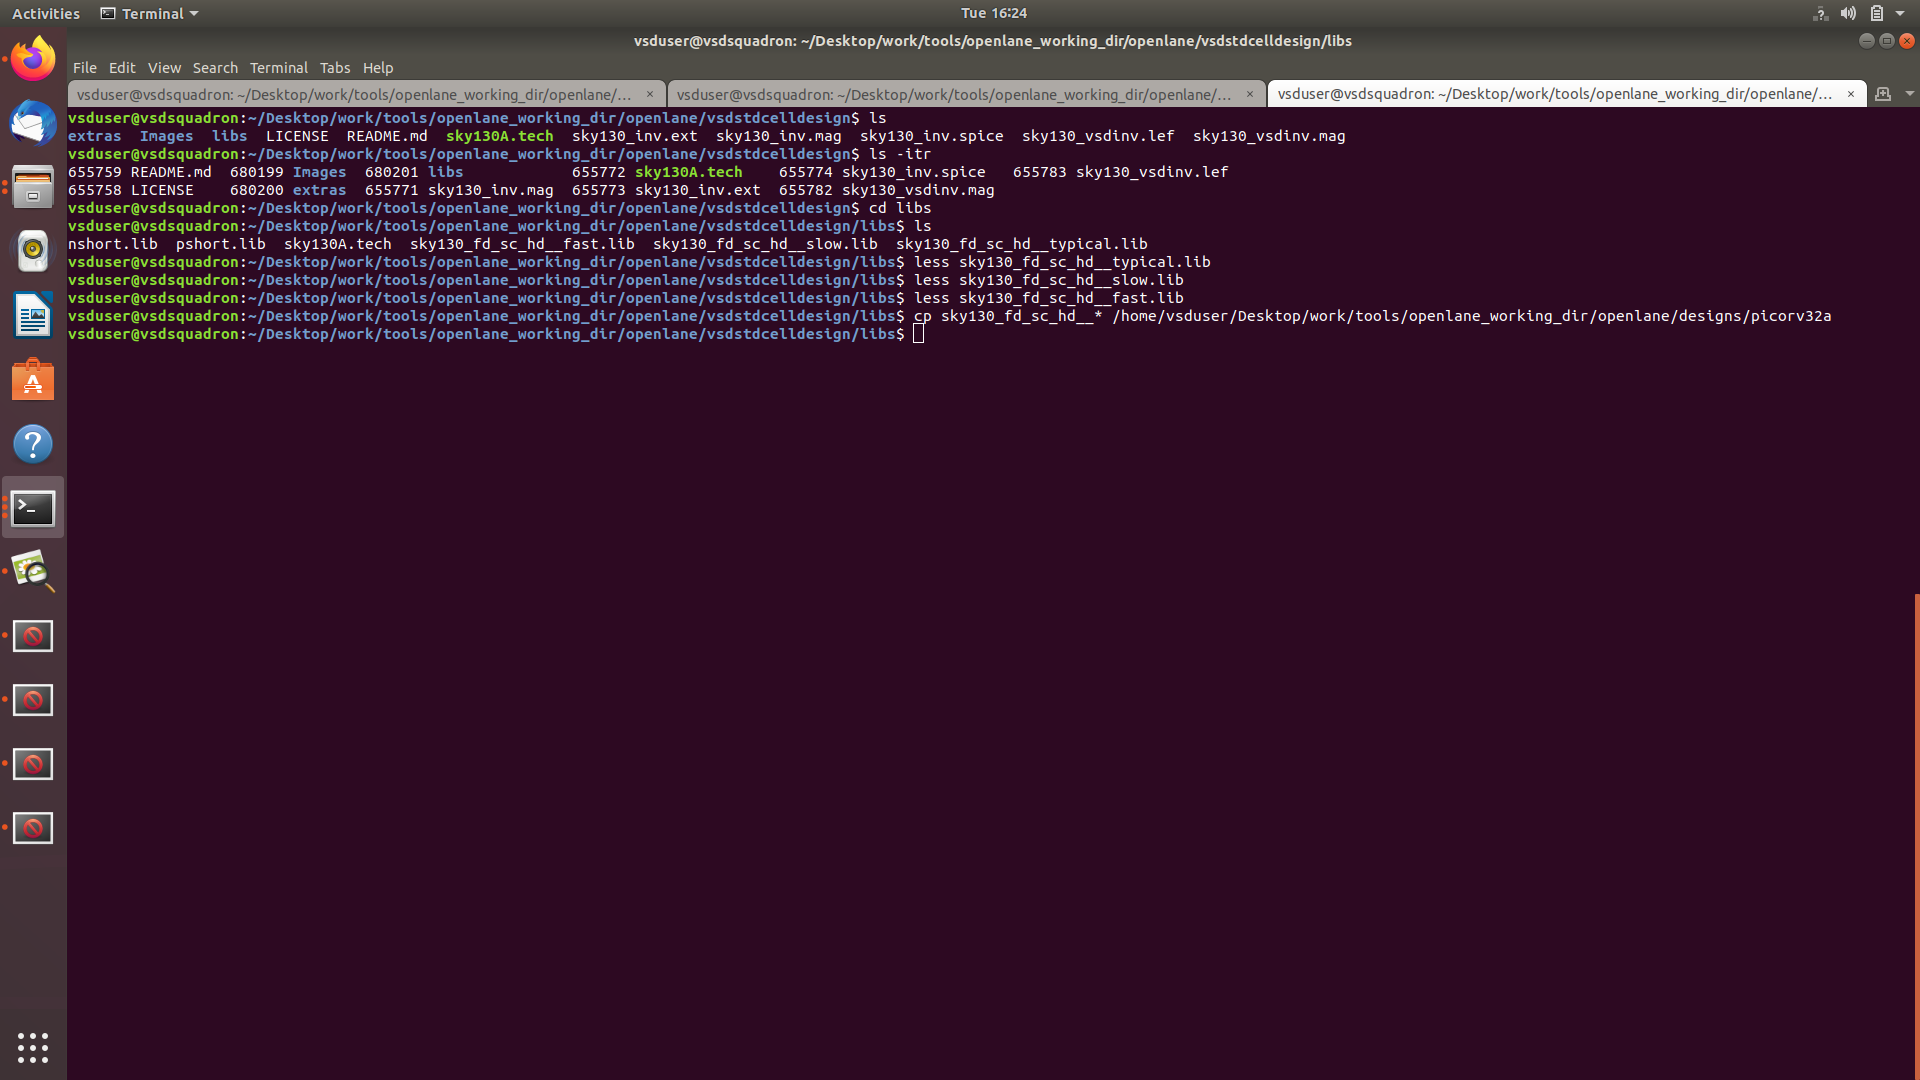 Activities Terminal Tue 16:24
vsduser@vsdsquadron: ~/Desktop/work/tools/openlane_working_dir/openlane/vsdstdcelldesign/libs
File Edit View Search Terminal Tabs Help
vsduser@vsdsquadron: ~/Desktop/work/tools/openlane_working_dir/openlane/... × vsduser@vsdsquadron: ~/Desktop/work/tools/openlane_working_dir/openlane/... × vsduser@vsdsquadron: ~/Desktop/work/tools/openlane_working_dir/openlane/... ×
vsduser@vsdsquadron:~/Desktop/work/tools/openlane_working_dir/openlane/vsdstdcelldesign$ ls
extras  Images  libs  LICENSE  README.md  sky130A.tech  sky130_inv.ext  sky130_inv.mag  sky130_inv.spice  sky130_vsdinv.lef  sky130_vsdinv.mag
vsduser@vsdsquadron:~/Desktop/work/tools/openlane_working_dir/openlane/vsdstdcelldesign$ ls -itr
655759 README.md  680199 Images  680201 libs            655772 sky130A.tech    655774 sky130_inv.spice   655783 sky130_vsdinv.lef
655758 LICENSE    680200 extras  655771 sky130_inv.mag  655773 sky130_inv.ext  655782 sky130_vsdinv.mag
vsduser@vsdsquadron:~/Desktop/work/tools/openlane_working_dir/openlane/vsdstdcelldesign$ cd libs
vsduser@vsdsquadron:~/Desktop/work/tools/openlane_working_dir/openlane/vsdstdcelldesign/libs$ ls
nshort.lib  pshort.lib  sky130A.tech  sky130_fd_sc_hd__fast.lib  sky130_fd_sc_hd__slow.lib  sky130_fd_sc_hd__typical.lib
vsduser@vsdsquadron:~/Desktop/work/tools/openlane_working_dir/openlane/vsdstdcelldesign/libs$ less sky130_fd_sc_hd__typical.lib
vsduser@vsdsquadron:~/Desktop/work/tools/openlane_working_dir/openlane/vsdstdcelldesign/libs$ less sky130_fd_sc_hd__slow.lib
vsduser@vsdsquadron:~/Desktop/work/tools/openlane_working_dir/openlane/vsdstdcelldesign/libs$ less sky130_fd_sc_hd__fast.lib
vsduser@vsdsquadron:~/Desktop/work/tools/openlane_working_dir/openlane/vsdstdcelldesign/libs$ cp sky130_fd_sc_hd__* /home/vsduser/Desktop/work/tools/openlane_working_dir/openlane/designs/picorv32a
vsduser@vsdsquadron:~/Desktop/work/tools/openlane_working_dir/openlane/vsdstdcelldesign/libs$